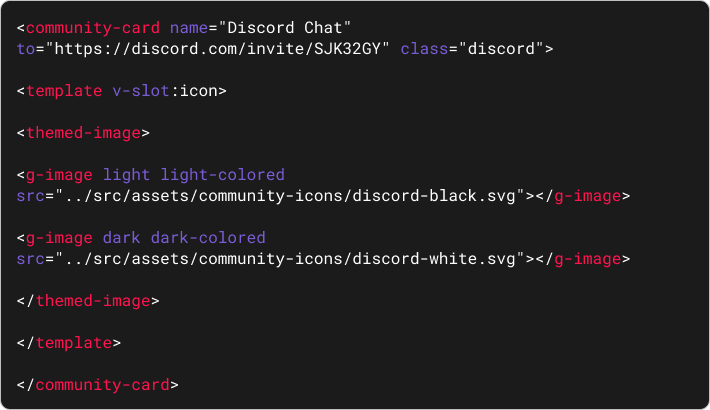 <community-card name="Discord Chat"
to="https://discord.com/invite/SJK32GY" class="discord">
<template v-slot:icon>
<themed-image>
<g-image light light-colored
src="../src/assets/community-icons/discord-black.svg"></g-image>
<g-image dark dark-colored
src="../src/assets/community-icons/discord-white.svg"></g-image>
</themed-image>
</template>
</community-card>